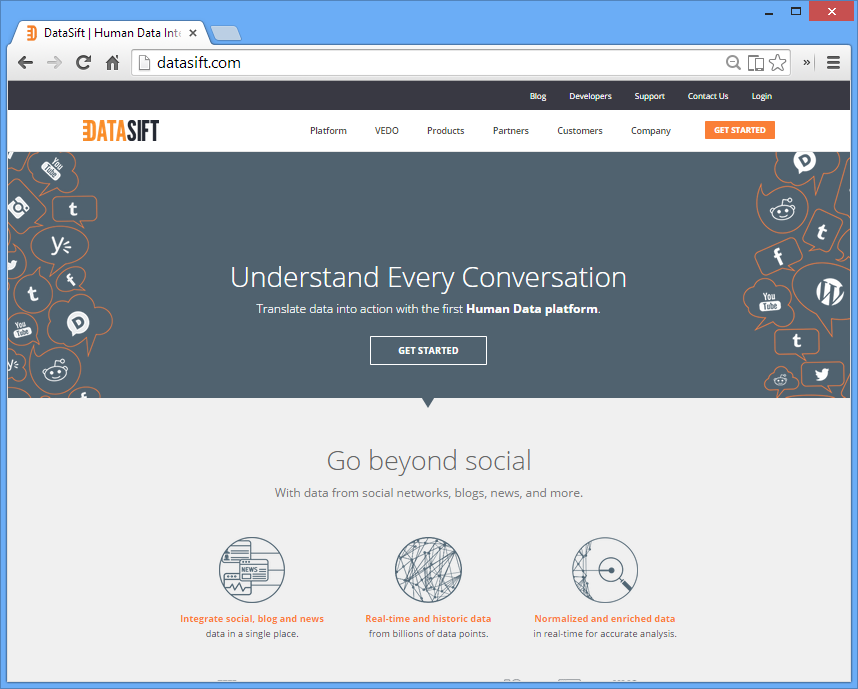 DataSift | Human Data Inte
datasift.com
Blog Developers Support Contact Us Login
DATASIFT Platform VEDO Products Partners Customers Company GET STARTED
You Tube
t
y
t
You Tube
y
t
f
f
You Tube
t
f
Understand Every Conversation
Translate data into action with the first Human Data platform.
GET STARTED
Go beyond social
With data from social networks, blogs, news, and more.
NEWS
Integrate social, blog and news
data in a single place.
Real-time and historic data
from billions of data points.
Normalized and enriched data
in real-time for accurate analysis.